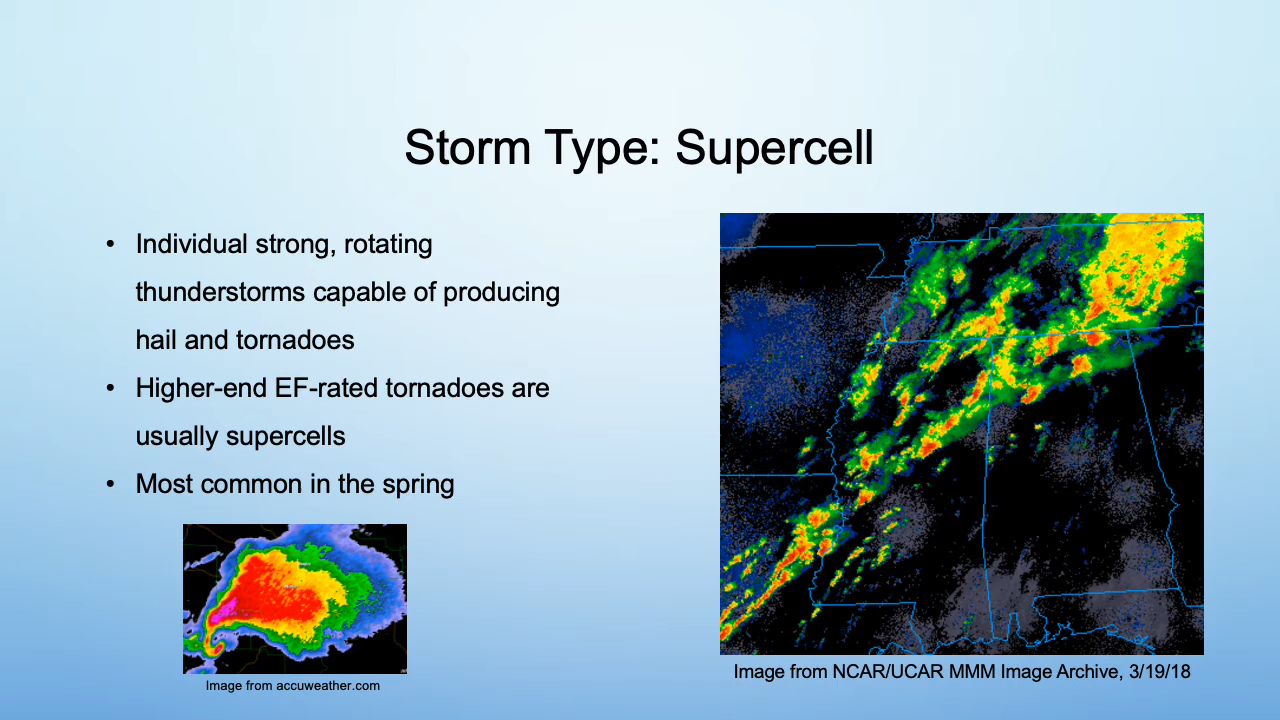 Storm Type: Supercell
• Individual strong, rotating
thunderstorms capable of producing
hail and tornadoes
• Higher-end EF-rated tornadoes are
usually supercells
• Most common in the spring
Image from accuweather.com
Image from NCAR/UCAR MMM Image Archive, 3/19/18